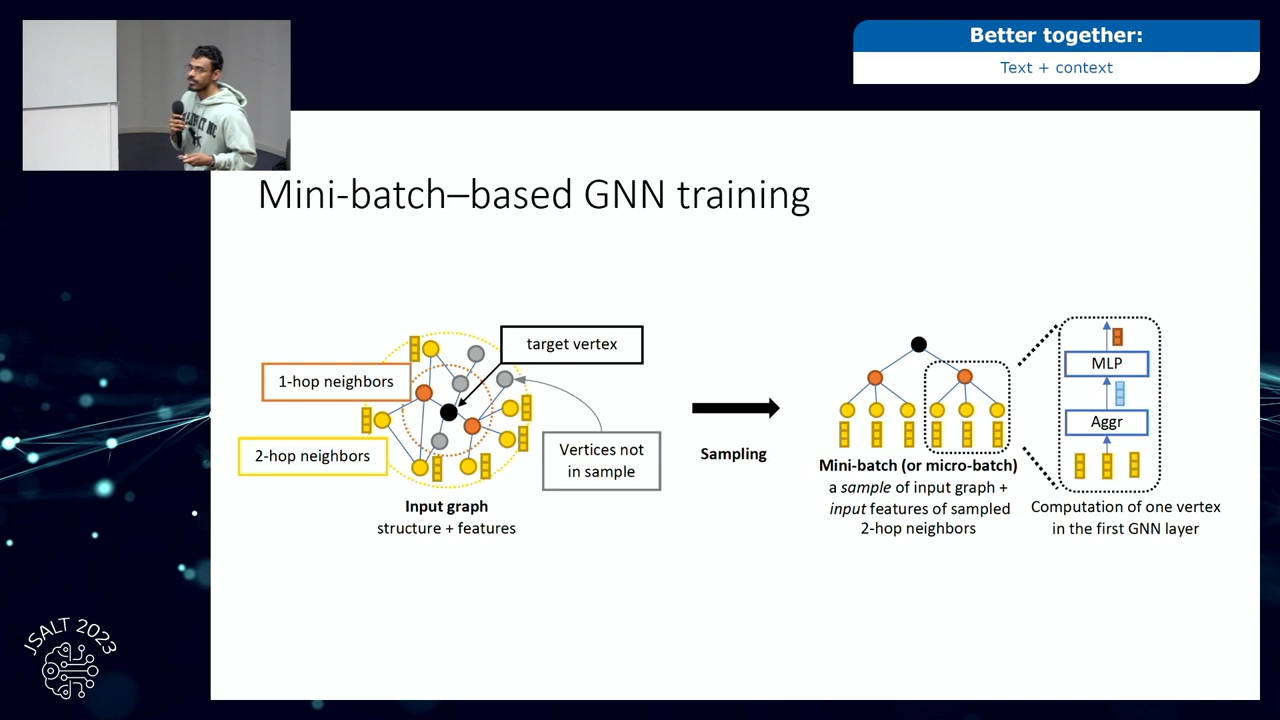 Better together:
Text + context
Mini-batch–based GNN training
target vertex
1-hop neighbors
2-hop neighbors
Vertices not
in sample
Input graph
structure + features
Sampling
Mini-batch (or micro-batch)
a sample of input graph +
input features of sampled
2-hop neighbors
MLP
Aggr
Computation of one vertex
in the first GNN layer
JSALT 2023